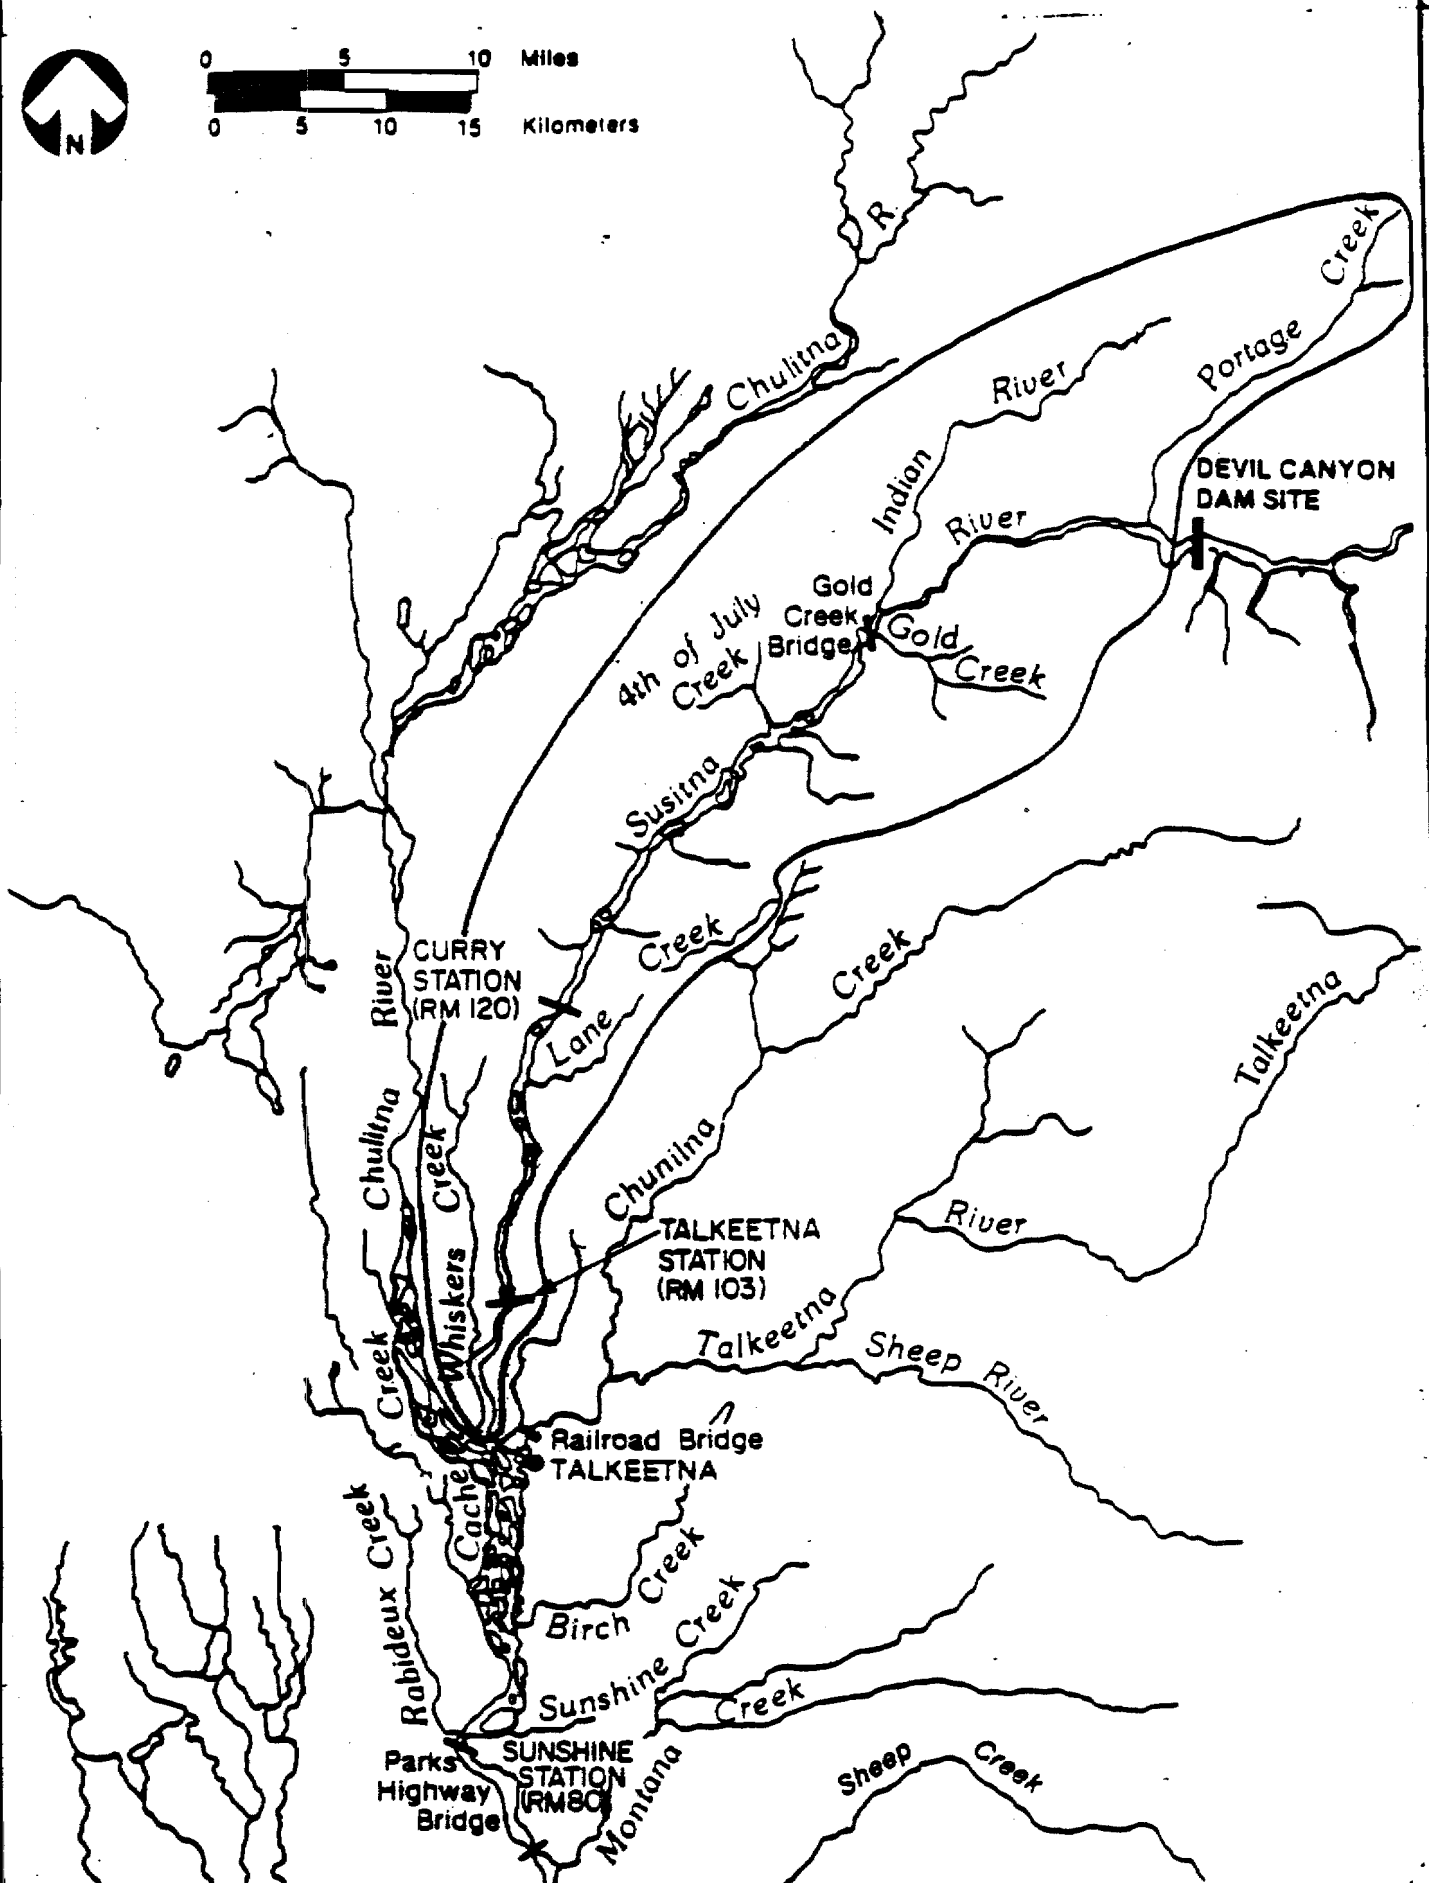 0 5 10 Miles
0 5 10 15 Kilometers
N
R.
Creek
Portage
Chulitna
River
Indian
River
DEVIL CANYON
DAM SITE
Gold
Creek
Bridge
Gold
Creek
4th of July
Creek
Susitna
Creek
Lane
CURRY
STATION
(RM 120)
River
Chulitna
Creek
Whiskers
Creek
Chunilna
Talkeetna
River
TALKEETNA
STATION
(RM 103)
Talkeetna
Sheep River
Creek
Cache
Railroad Bridge
TALKEETNA
Rabideux Creek
Birch Creek
Sunshine Creek
Creek
Montana
SUNSHINE
STATION
(RM80)
Parks
Highway
Bridge
Sheep Creek